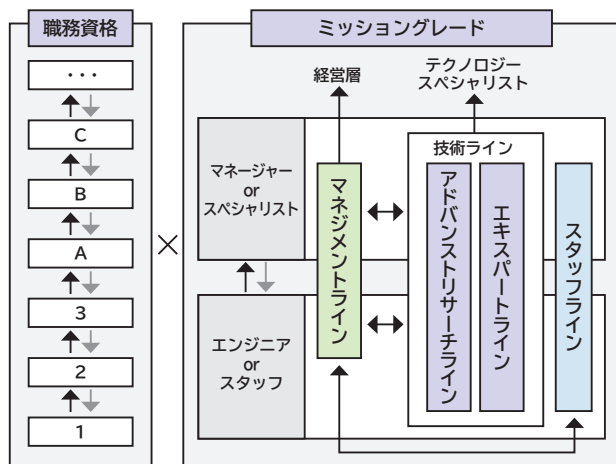 職務資格
・・・
C
B
A
3
2
1
×
ミッショングレード
経営層
テクノロジー
スペシャリスト
マネージャー
or
スペシャリスト
エンジニア
or
スタッフ
マネジメントライン
技術ライン
アドバンストリサーチライン
エキスパートライン
スタッフライン